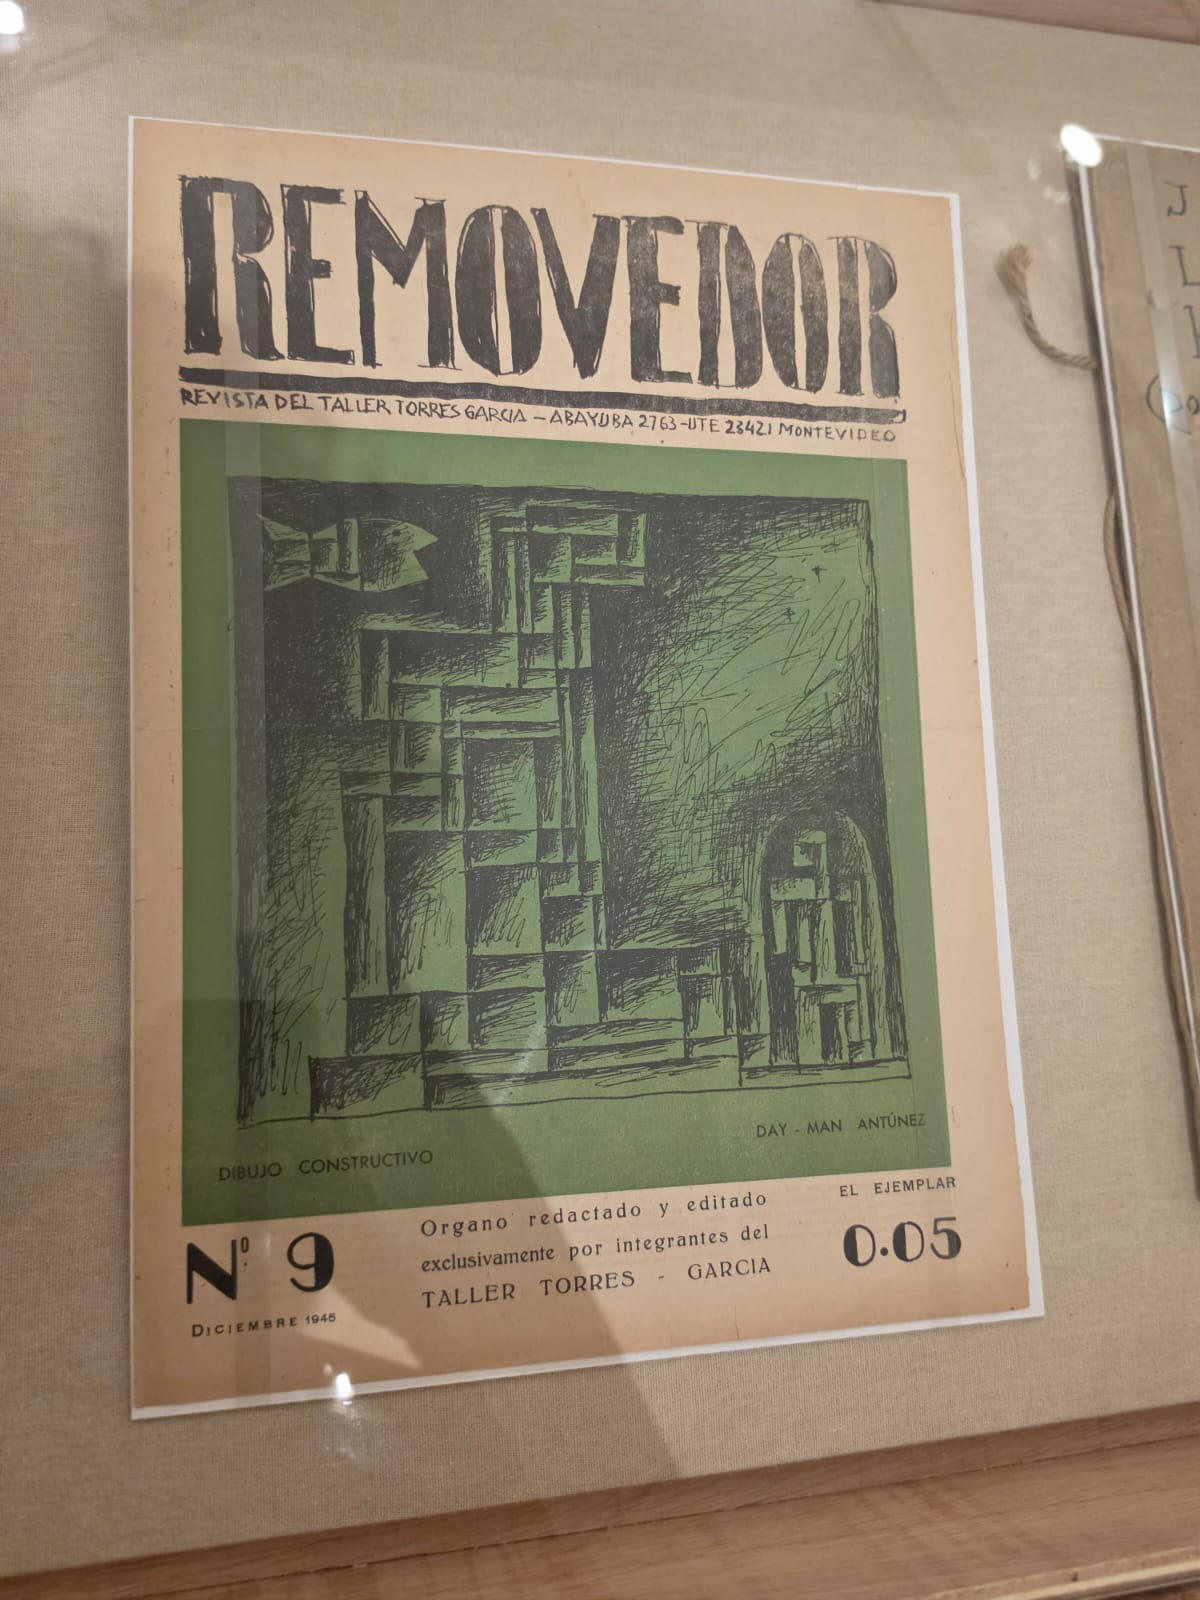 REMOVEDOR
REVISTA DEL TALLER TORRES GARCIA – ABAYUBA 2763 - UTE 23421 MONTEVIDEO
DIBUJO CONSTRUCTIVO
DAY - MAN ANTÚNEZ
Nº. 9
DICIEMBRE 1945
Organo redactado y editado
exclusivamente por integrantes del
TALLER TORRES - GARCIA
EL EJEMPLAR
0.05
J
L